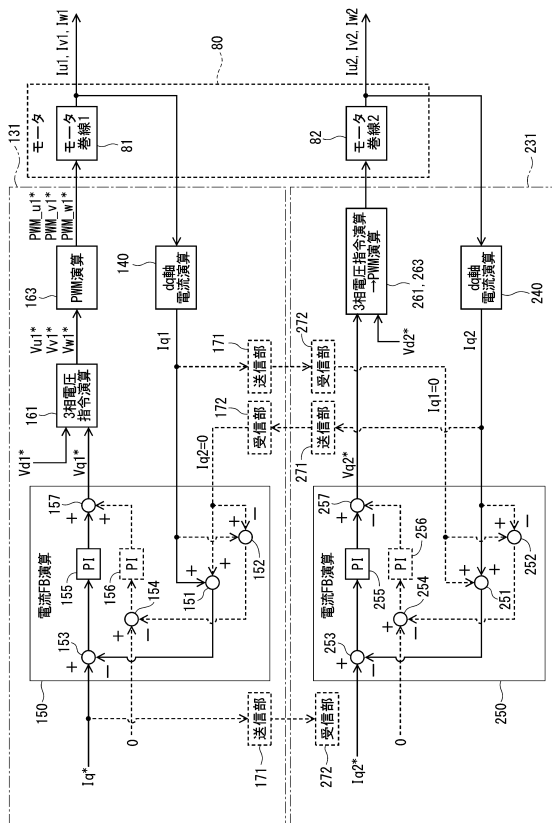 131
Iq*
0
150
電流FB演算
153
155
PI
156
PI
154
157
151
152
Vd1*
Vq1*
161
3相電圧
指令演算
Vu1*
Vv1*
Vw1*
163
PWM演算
PWM_u1*
PWM_v1*
PWM_w1*
モータ
モータ
巻線1
81
80
Iu1, Iv1, Iw1
140
dq軸
電流演算
Iq1
Iq2=0
171
送信部
272
受信部
172
受信部
271
送信部
171
送信部
272
受信部
231
Iq2*
0
250
電流FB演算
253
255
PI
256
PI
254
257
251
252
Vq2*
Vd2*
3相電圧指令演算
→PWM演算
261, 263
モータ
巻線2
82
Iu2, Iv2, Iw2
dq軸
電流演算
240
Iq2
Iq1=0
+
−
+
−
+
+
+
+
+
−
+
−
+
−
+
−
+
+
+
−